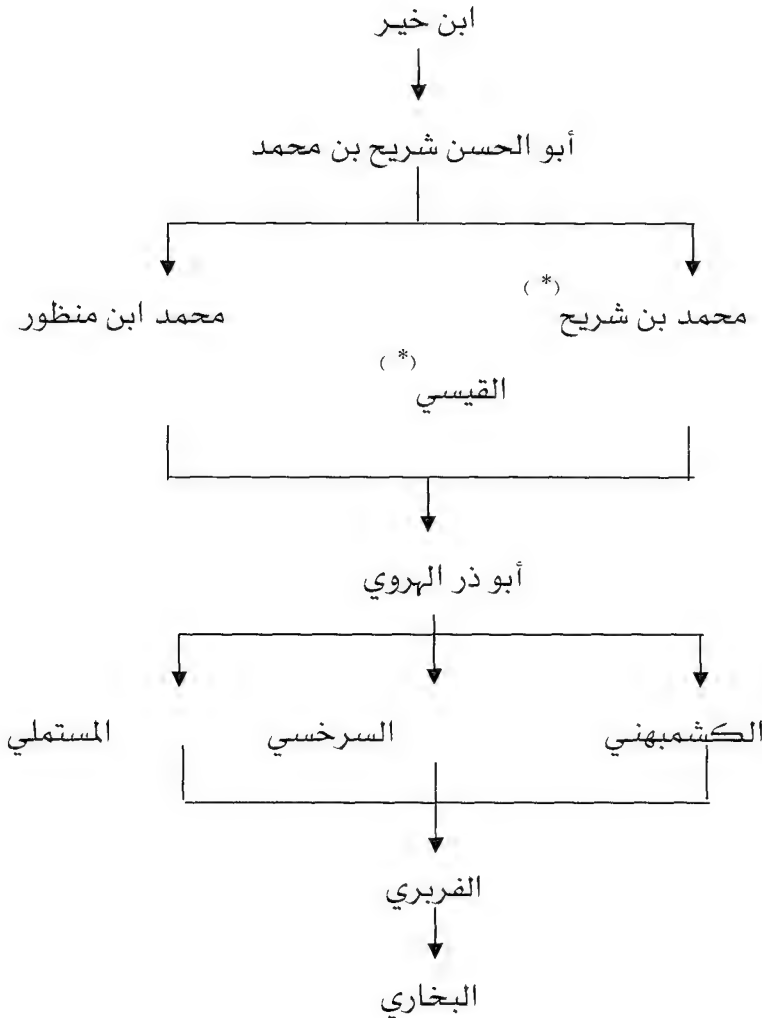 ابن خير
أبو الحسن شريح بن محمد
محمد بن شريح (*) محمد ابن منظور
القيسي (*)
أبو ذر الهروي
الكشمبهني السرخسي المستملي
الفربري
البخاري